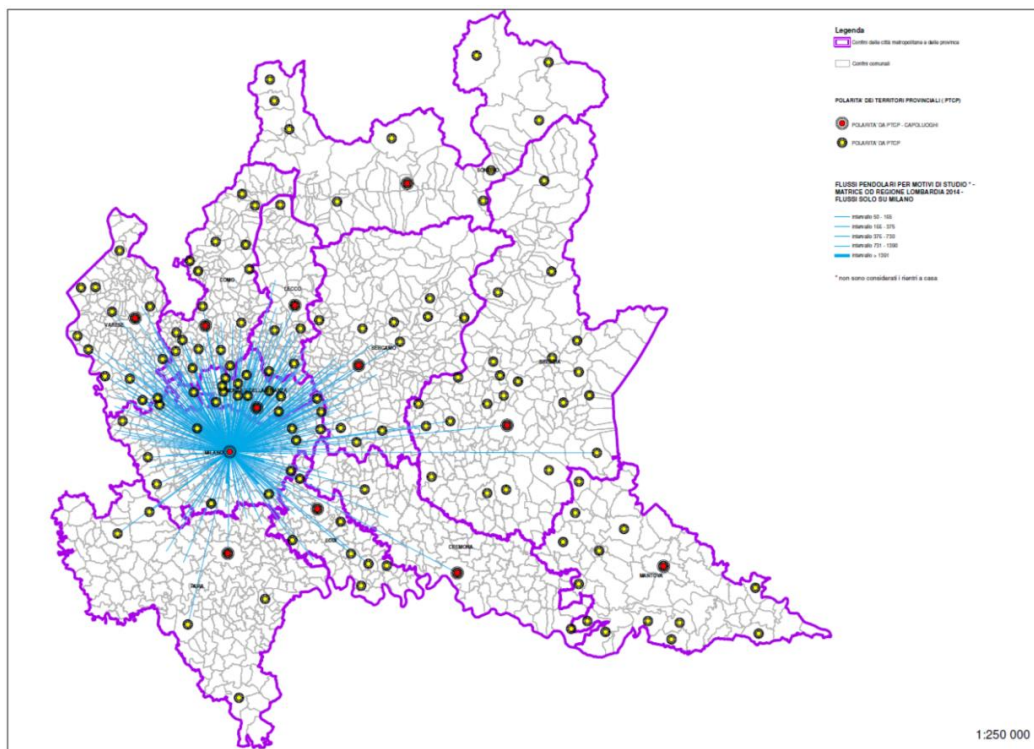 Legenda
Confini della città metropolitana e delle province
Confini comunali
POLARITA' DEI TERRITORI PROVINCIALI (PTCP)
POLARITA' DA PTCP - CAPOLUOGHI
POLARITA' DA PTCP
FLUSSI PENDOLARI PER MOTIVI DI STUDIO * -
MATRICE OD REGIONE LOMBARDIA 2014 -
FLUSSI SOLO SU MILANO
* non sono considerati i rientri a casa
SONDRIO
COMO
LECCO
VARESE
BERGAMO
BRESCIA
MILANO
LODI
CREMONA
PAVIA
MANTOVA
1:250 000